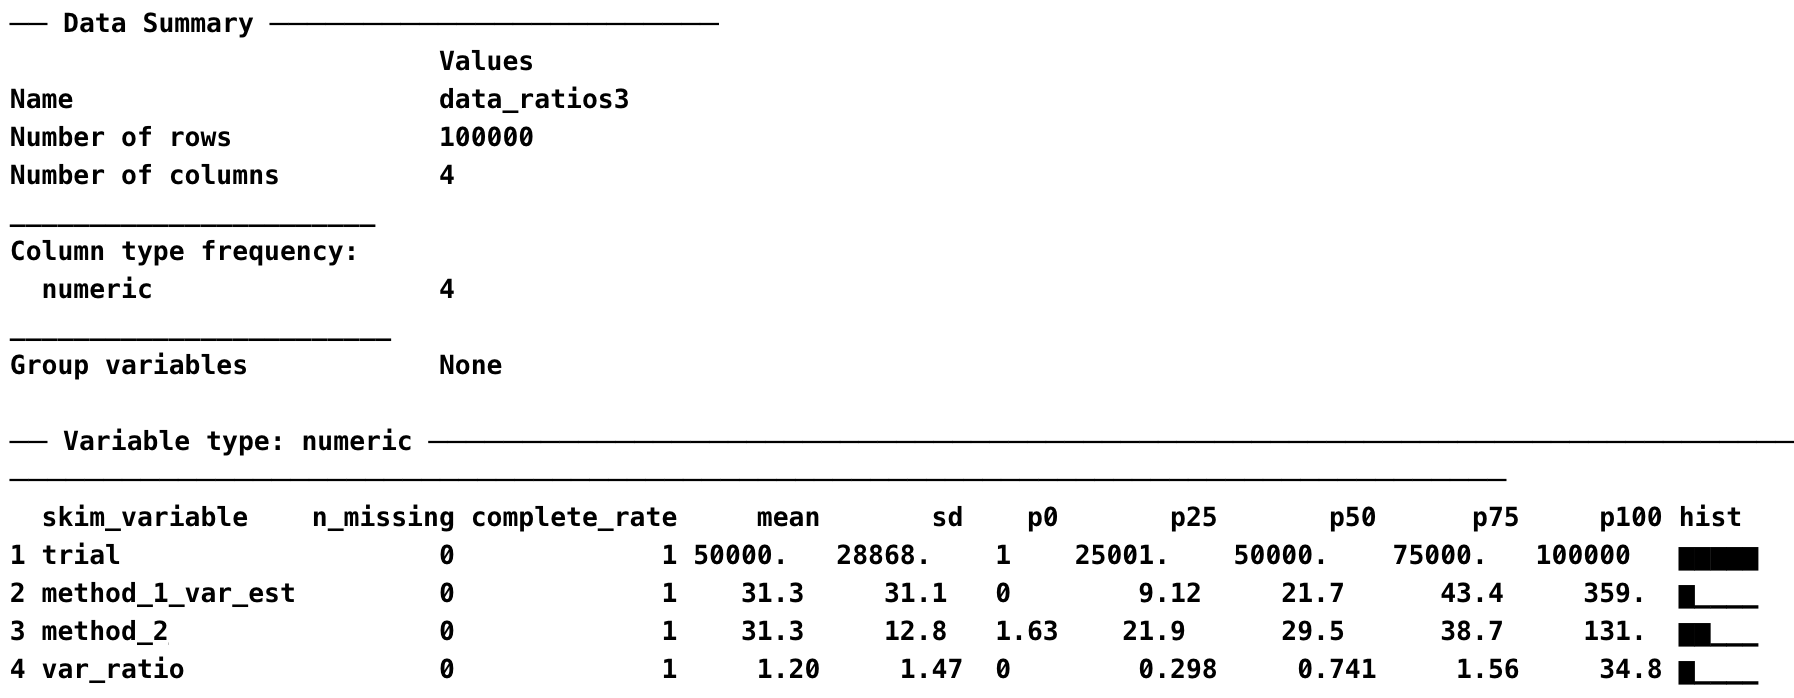 ── Data Summary ────────────────────────────
                           Values
Name                       data_ratios3
Number of rows             100000
Number of columns          4
_______________________
Column type frequency:
  numeric                  4
________________________
Group variables            None
── Variable type: numeric ──────────────────────────────────────────────────────────────────────────────────────
───────────────────────────────────────────────────────────────────────────────────────────────
  skim_variable    n_missing complete_rate     mean       sd    p0       p25       p50      p75     p100 hist
1 trial                    0             1 50000.   28868.    1    25001.    50000.    75000.   100000   ▇▇▇▇▇
2 method_1_var_est         0             1    31.3     31.1   0        9.12     21.7      43.4     359.  ▇▁▁▁▁
3 method_2                 0             1    31.3     12.8   1.63    21.9      29.5      38.7     131.  ▇▇▁▁▁
4 var_ratio                0             1     1.20     1.47  0        0.298     0.741     1.56     34.8 ▇▁▁▁▁